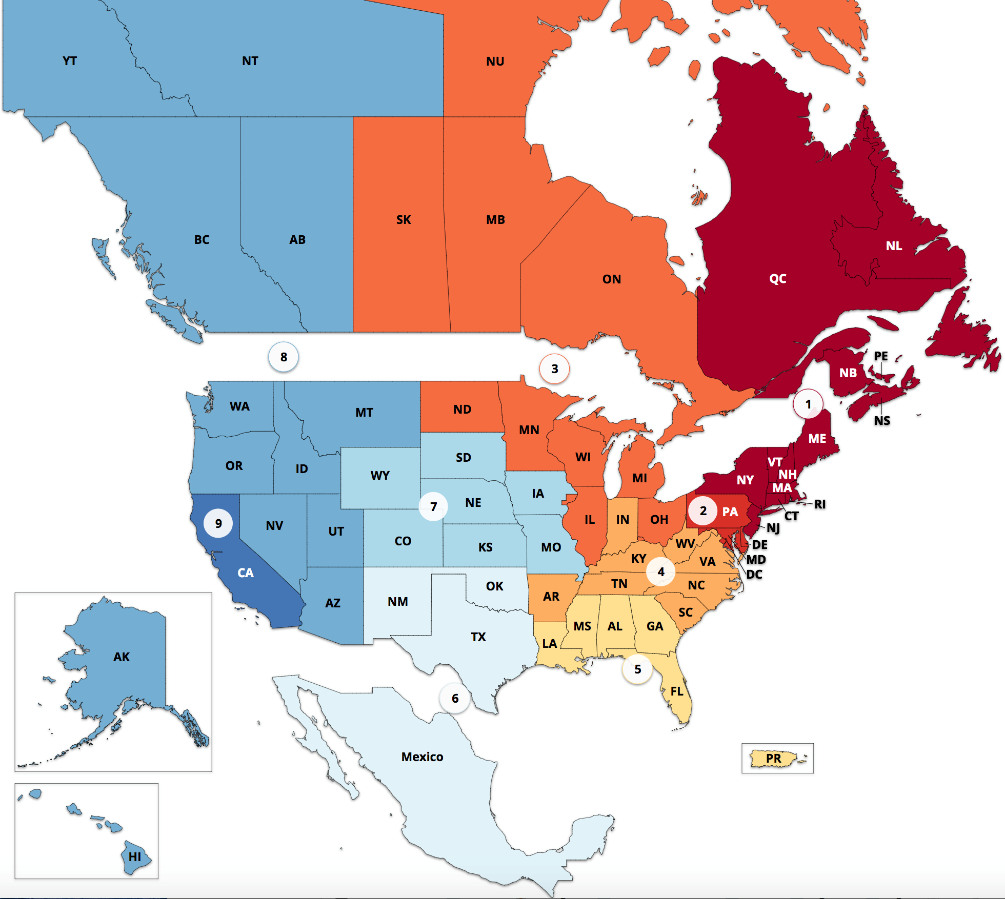 YT
NT
NU
BC
AB
SK
MB
ON
QC
NL
8
3
1
PE
NB
NS
WA
MT
ND
MN
WI
MI
ME
VT
NH
NY
MA
RI
CT
OR
ID
WY
SD
IA
NE
7
IL
IN
OH
2
PA
NJ
DE
MD
DC
9
NV
UT
CO
KS
MO
KY
WV
VA
4
CA
AZ
NM
OK
AR
TN
NC
SC
TX
LA
MS
AL
GA
5
FL
AK
6
Mexico
PR
HI